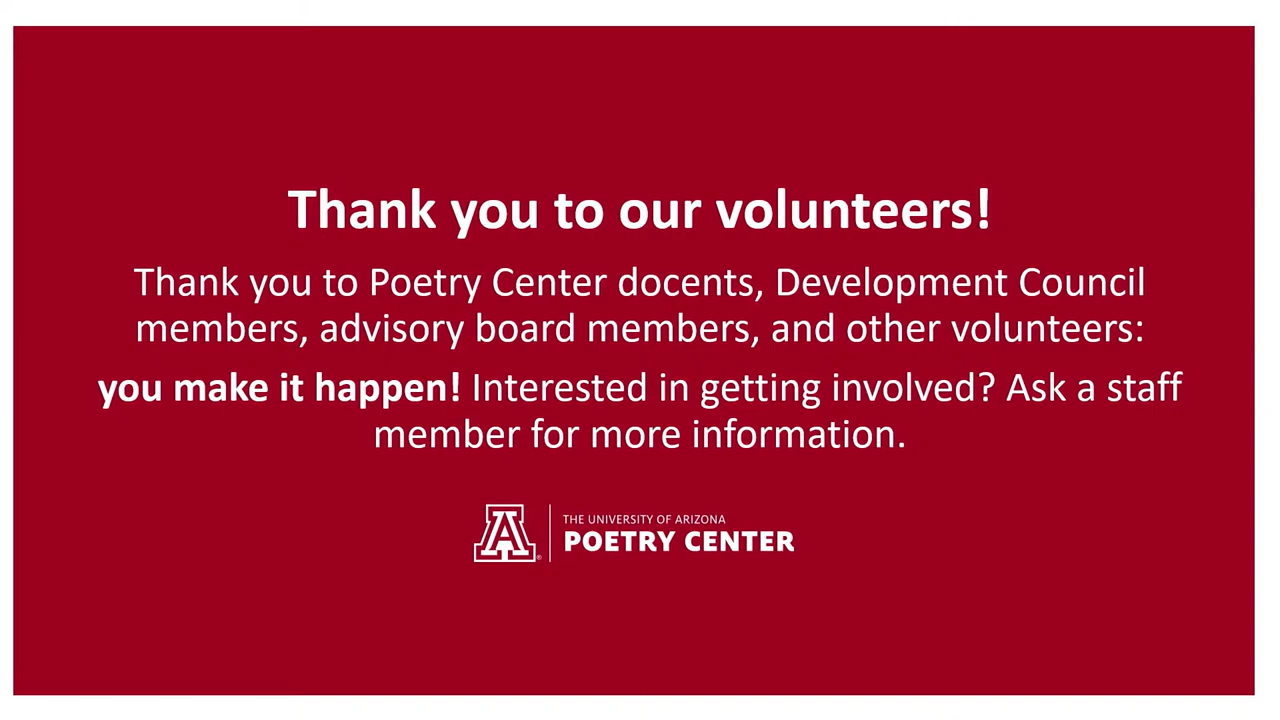 Thank you to our volunteers!
Thank you to Poetry Center docents, Development Council
members, advisory board members, and other volunteers:
you make it happen! Interested in getting involved? Ask a staff
member for more information.
A
THE UNIVERSITY OF ARIZONA
POETRY CENTER